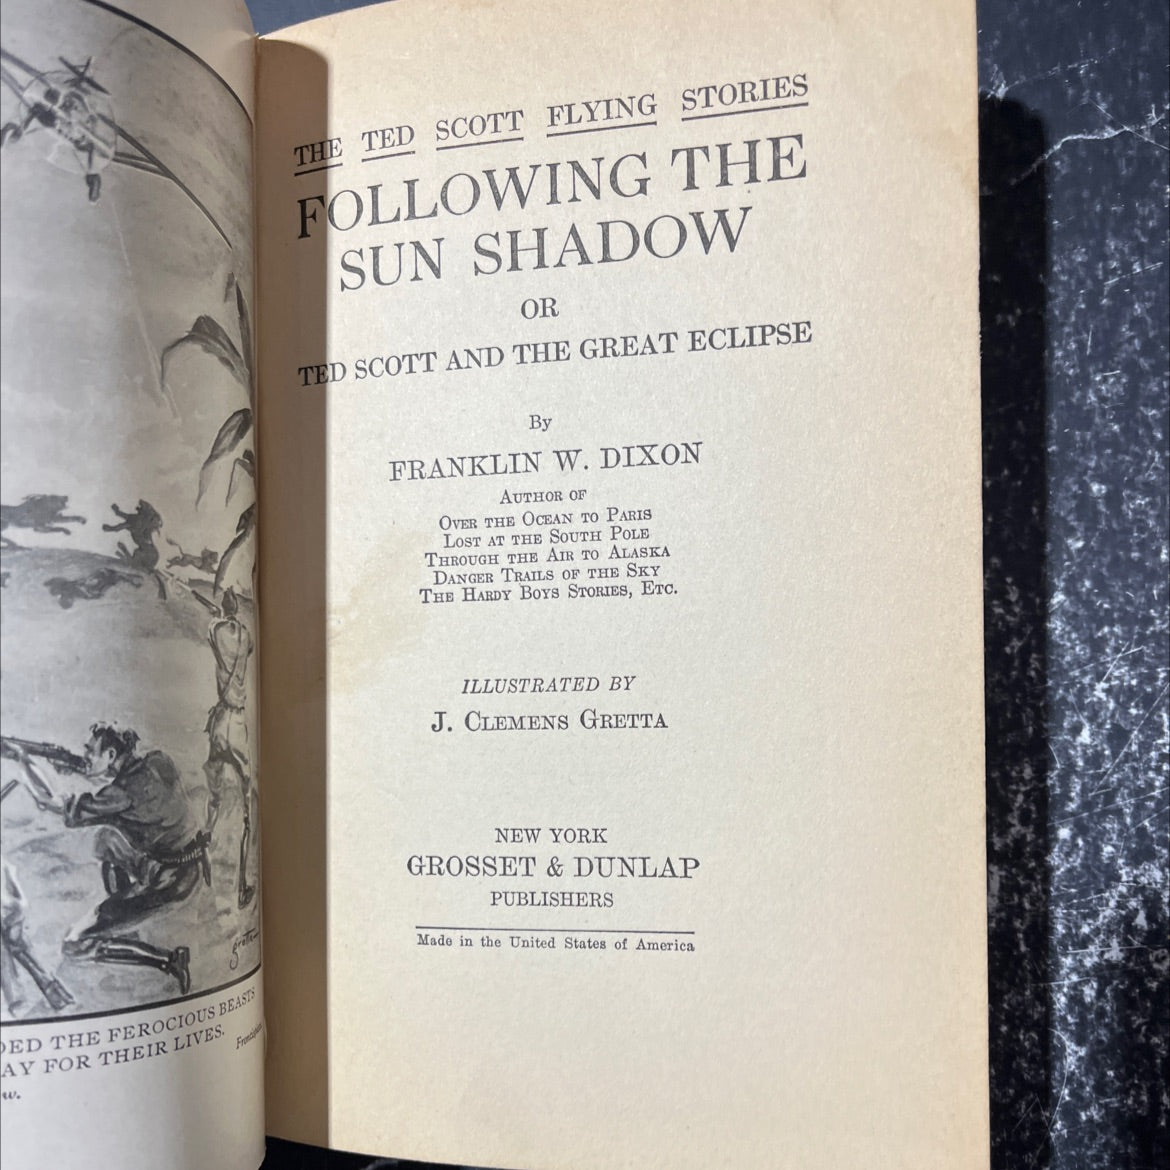 THE TED SCOTT FLYING STORIES
FOLLOWING THE
SUN SHADOW
OR
TED SCOTT AND THE GREAT ECLIPSE
By
FRANKLIN W. DIXON
AUTHOR OF
OVER THE OCEAN TO PARIS
LOST AT THE SOUTH POLE
THROUGH THE AIR TO ALASKA
DANGER TRAILS OF THE SKY
THE HARDY BOYS STORIES, ETC.
ILLUSTRATED BY
J. CLEMENS GRETTA
NEW YORK
GROSSET & DUNLAP
PUBLISHERS
Made in the United States of America
THE FEROCIOUS BEASTS
FOR THEIR LIVES.